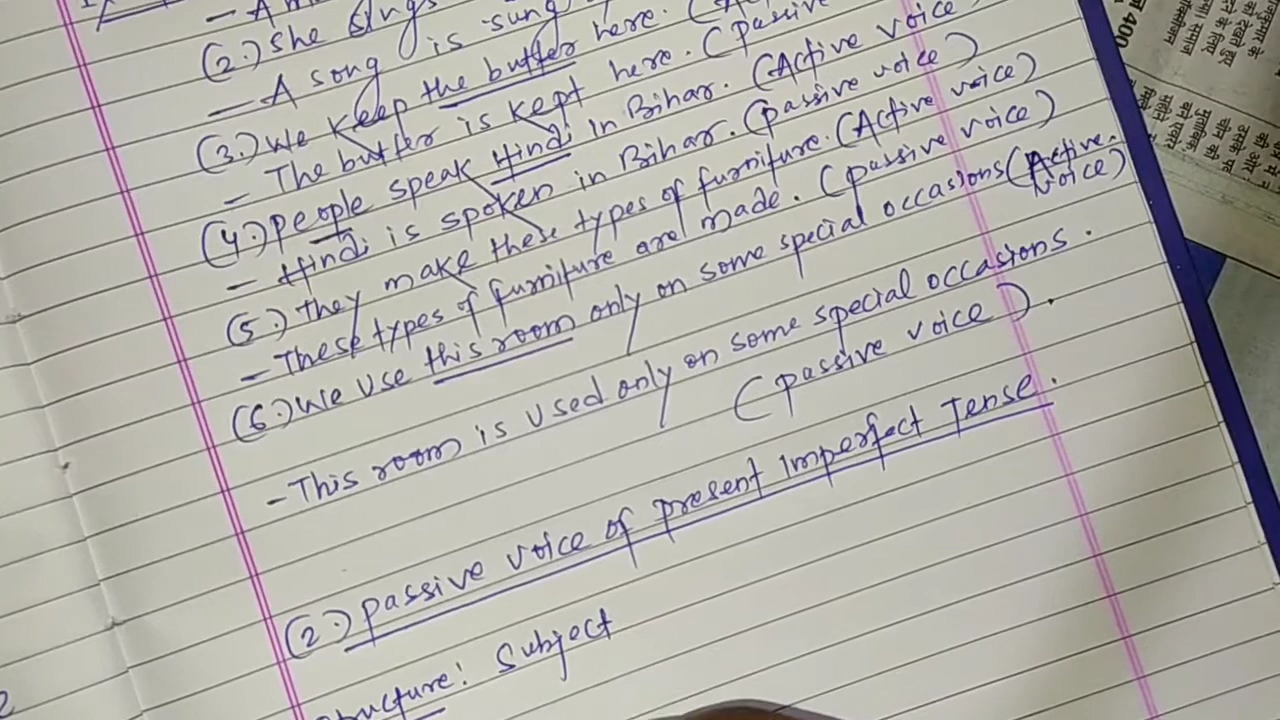 (2.) She sings
- A song is sung
(3.) We keep the butter here.
- The butter is kept here. (passive
(4.) people speak Hindi in Bihar. (Active voice
- Hindi is spoken in Bihar. (passive voice)
(5.) They make these types of furniture. (Active voice)
- These types of furniture are made. (passive voice)
(6.) We use this room only on some special occasions (Active. voice)
- This room is used only on some special occasions.
(passive voice).
(2.) passive voice of present Imperfect Tense.
Structure: Subject
400